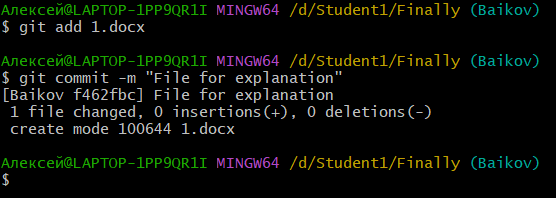 Алексей@LAPTOP-1PP9QR1I MINGW64 /d/Student1/Finally (Baikov)
$ git add 1.docx
Алексей@LAPTOP-1PP9QR1I MINGW64 /d/Student1/Finally (Baikov)
$ git commit -m "File for explanation"
[Baikov f462fbc] File for explanation
 1 file changed, 0 insertions(+), 0 deletions(-)
 create mode 100644 1.docx
Алексей@LAPTOP-1PP9QR1I MINGW64 /d/Student1/Finally (Baikov)
$